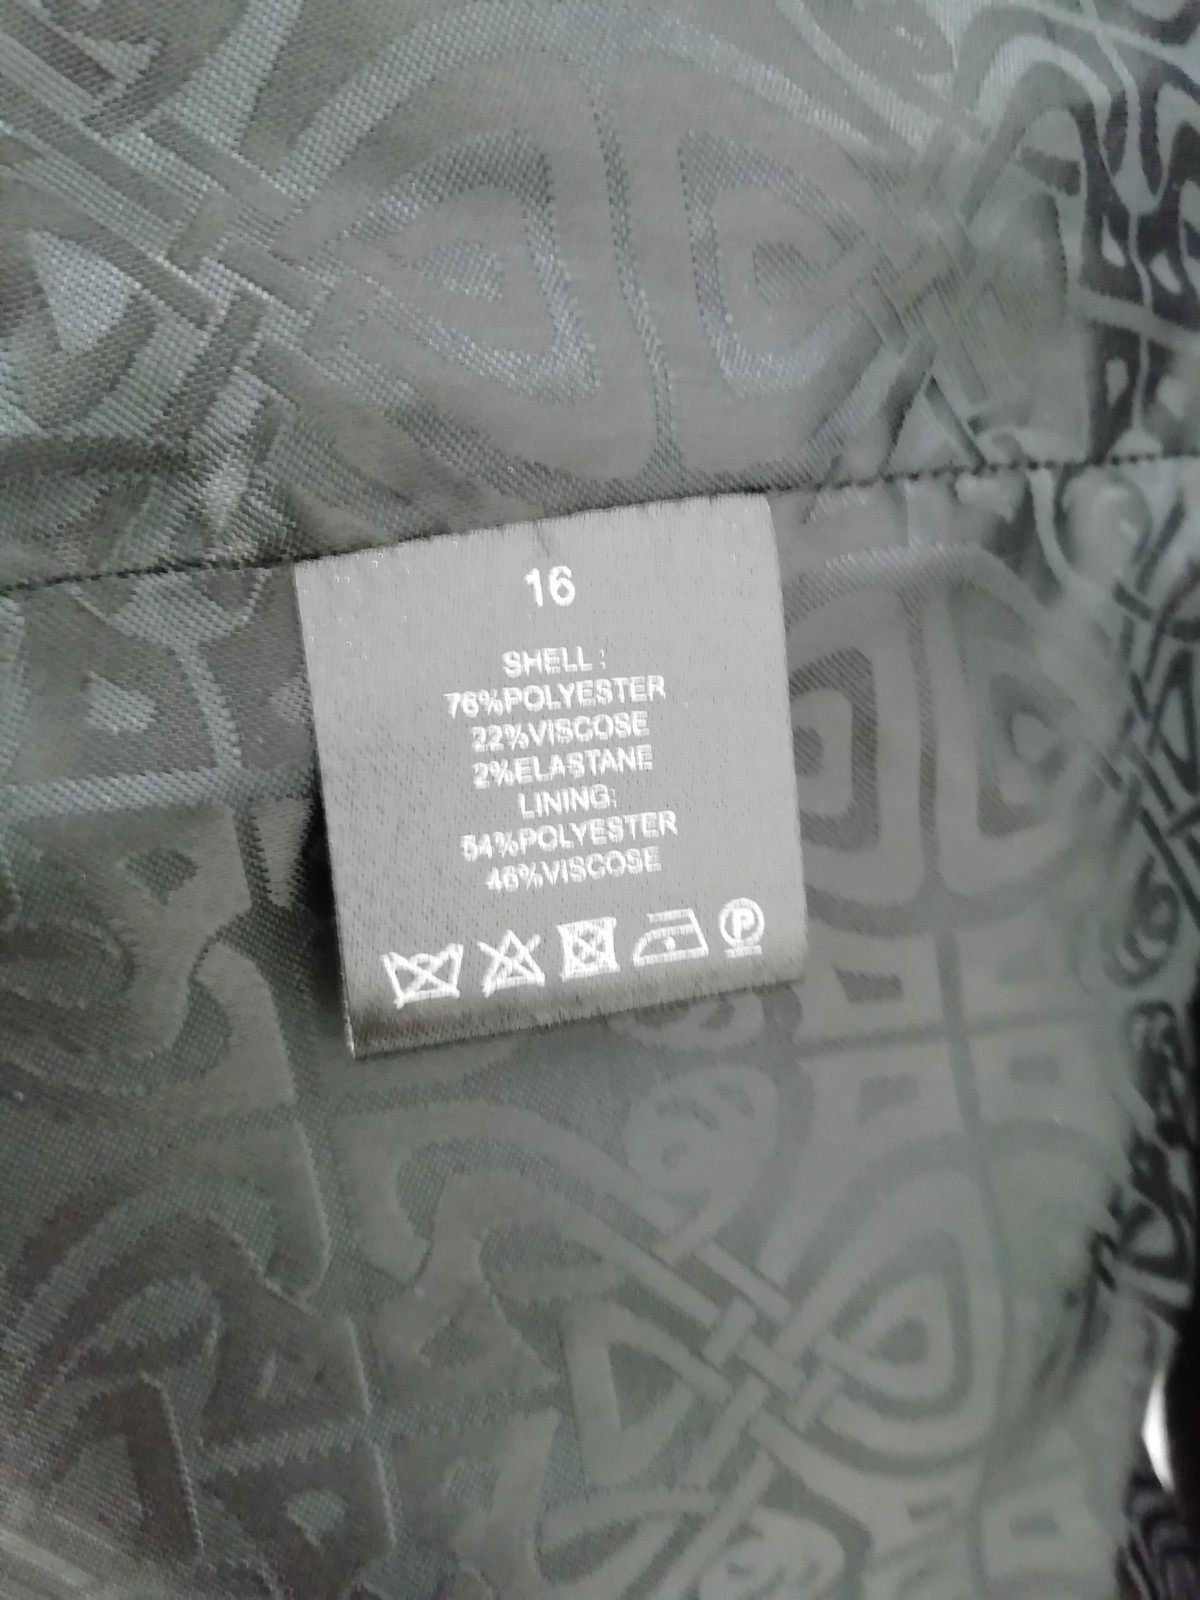 16
SHELL:
76%POLYESTER
22%VISCOSE
2%ELASTANE
LINING:
54%POLYESTER
46%VISCOSE
P